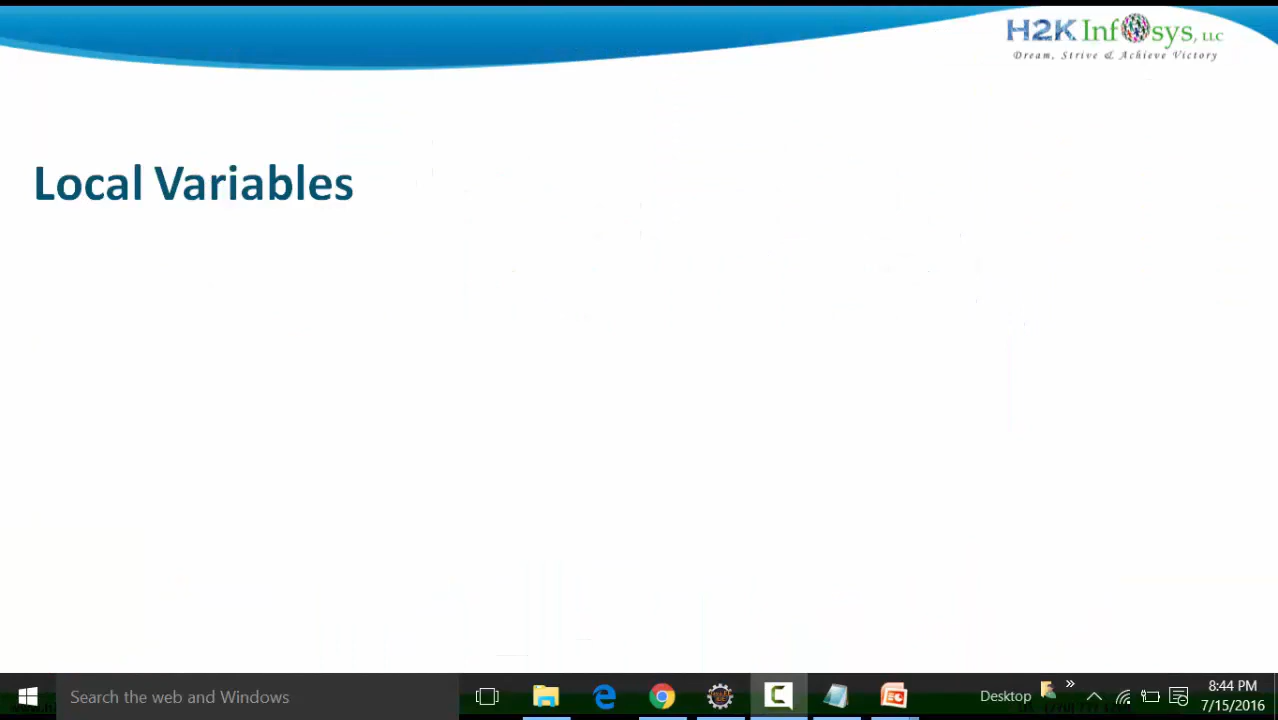 H2K Infosys, LLC
Dream, Strive & Achieve Victory
Local Variables
Search the web and Windows
Desktop
»
8:44 PM
7/15/2016